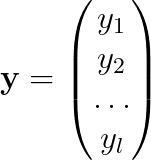 y = ( y₁
y₂
...
yₗ )